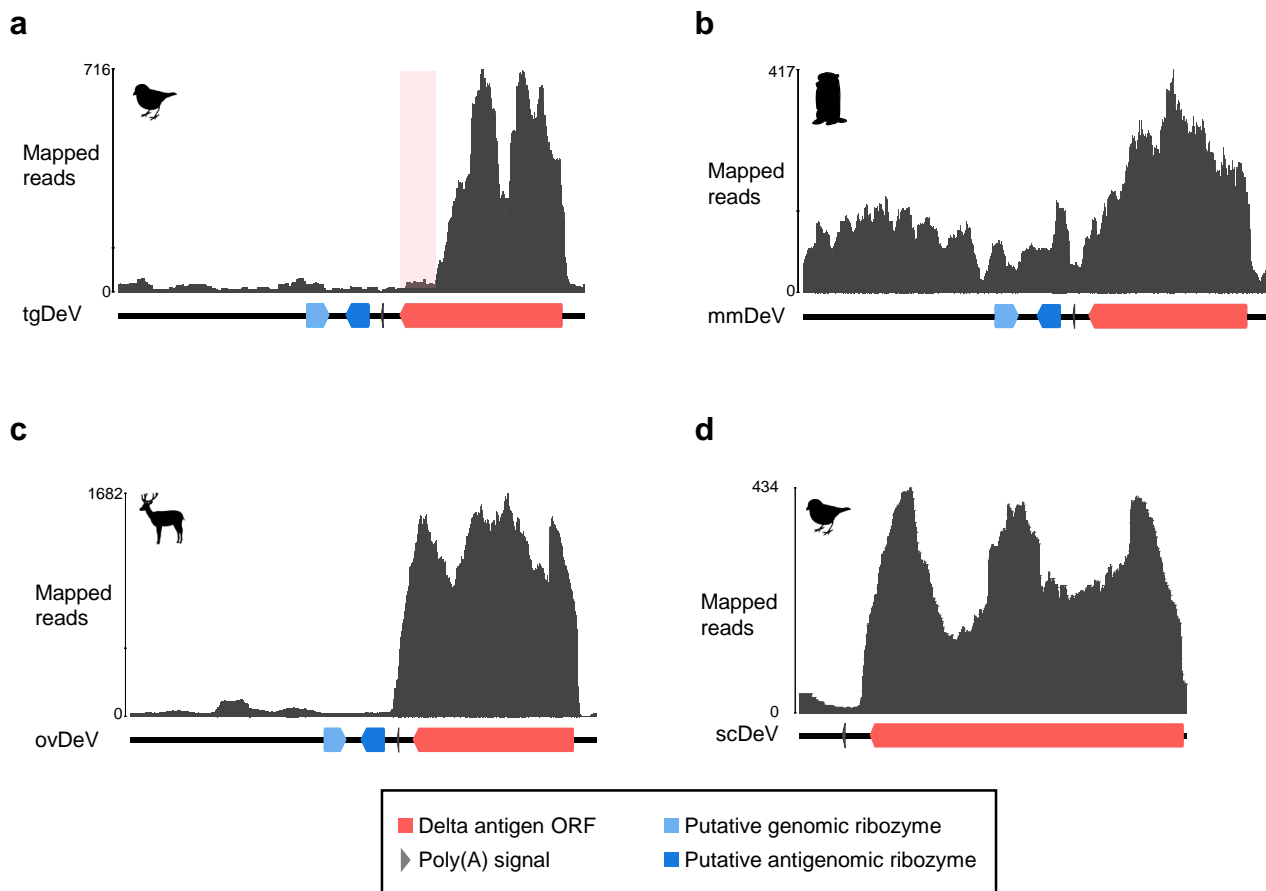 a
716
Mapped
reads
0
tgDeV
b
417
Mapped
reads
0
mmDeV
c
1682
Mapped
reads
0
ovDeV
d
434
Mapped
reads
0
scDeV
Delta antigen ORF
Putative genomic ribozyme
Poly(A) signal
Putative antigenomic ribozyme